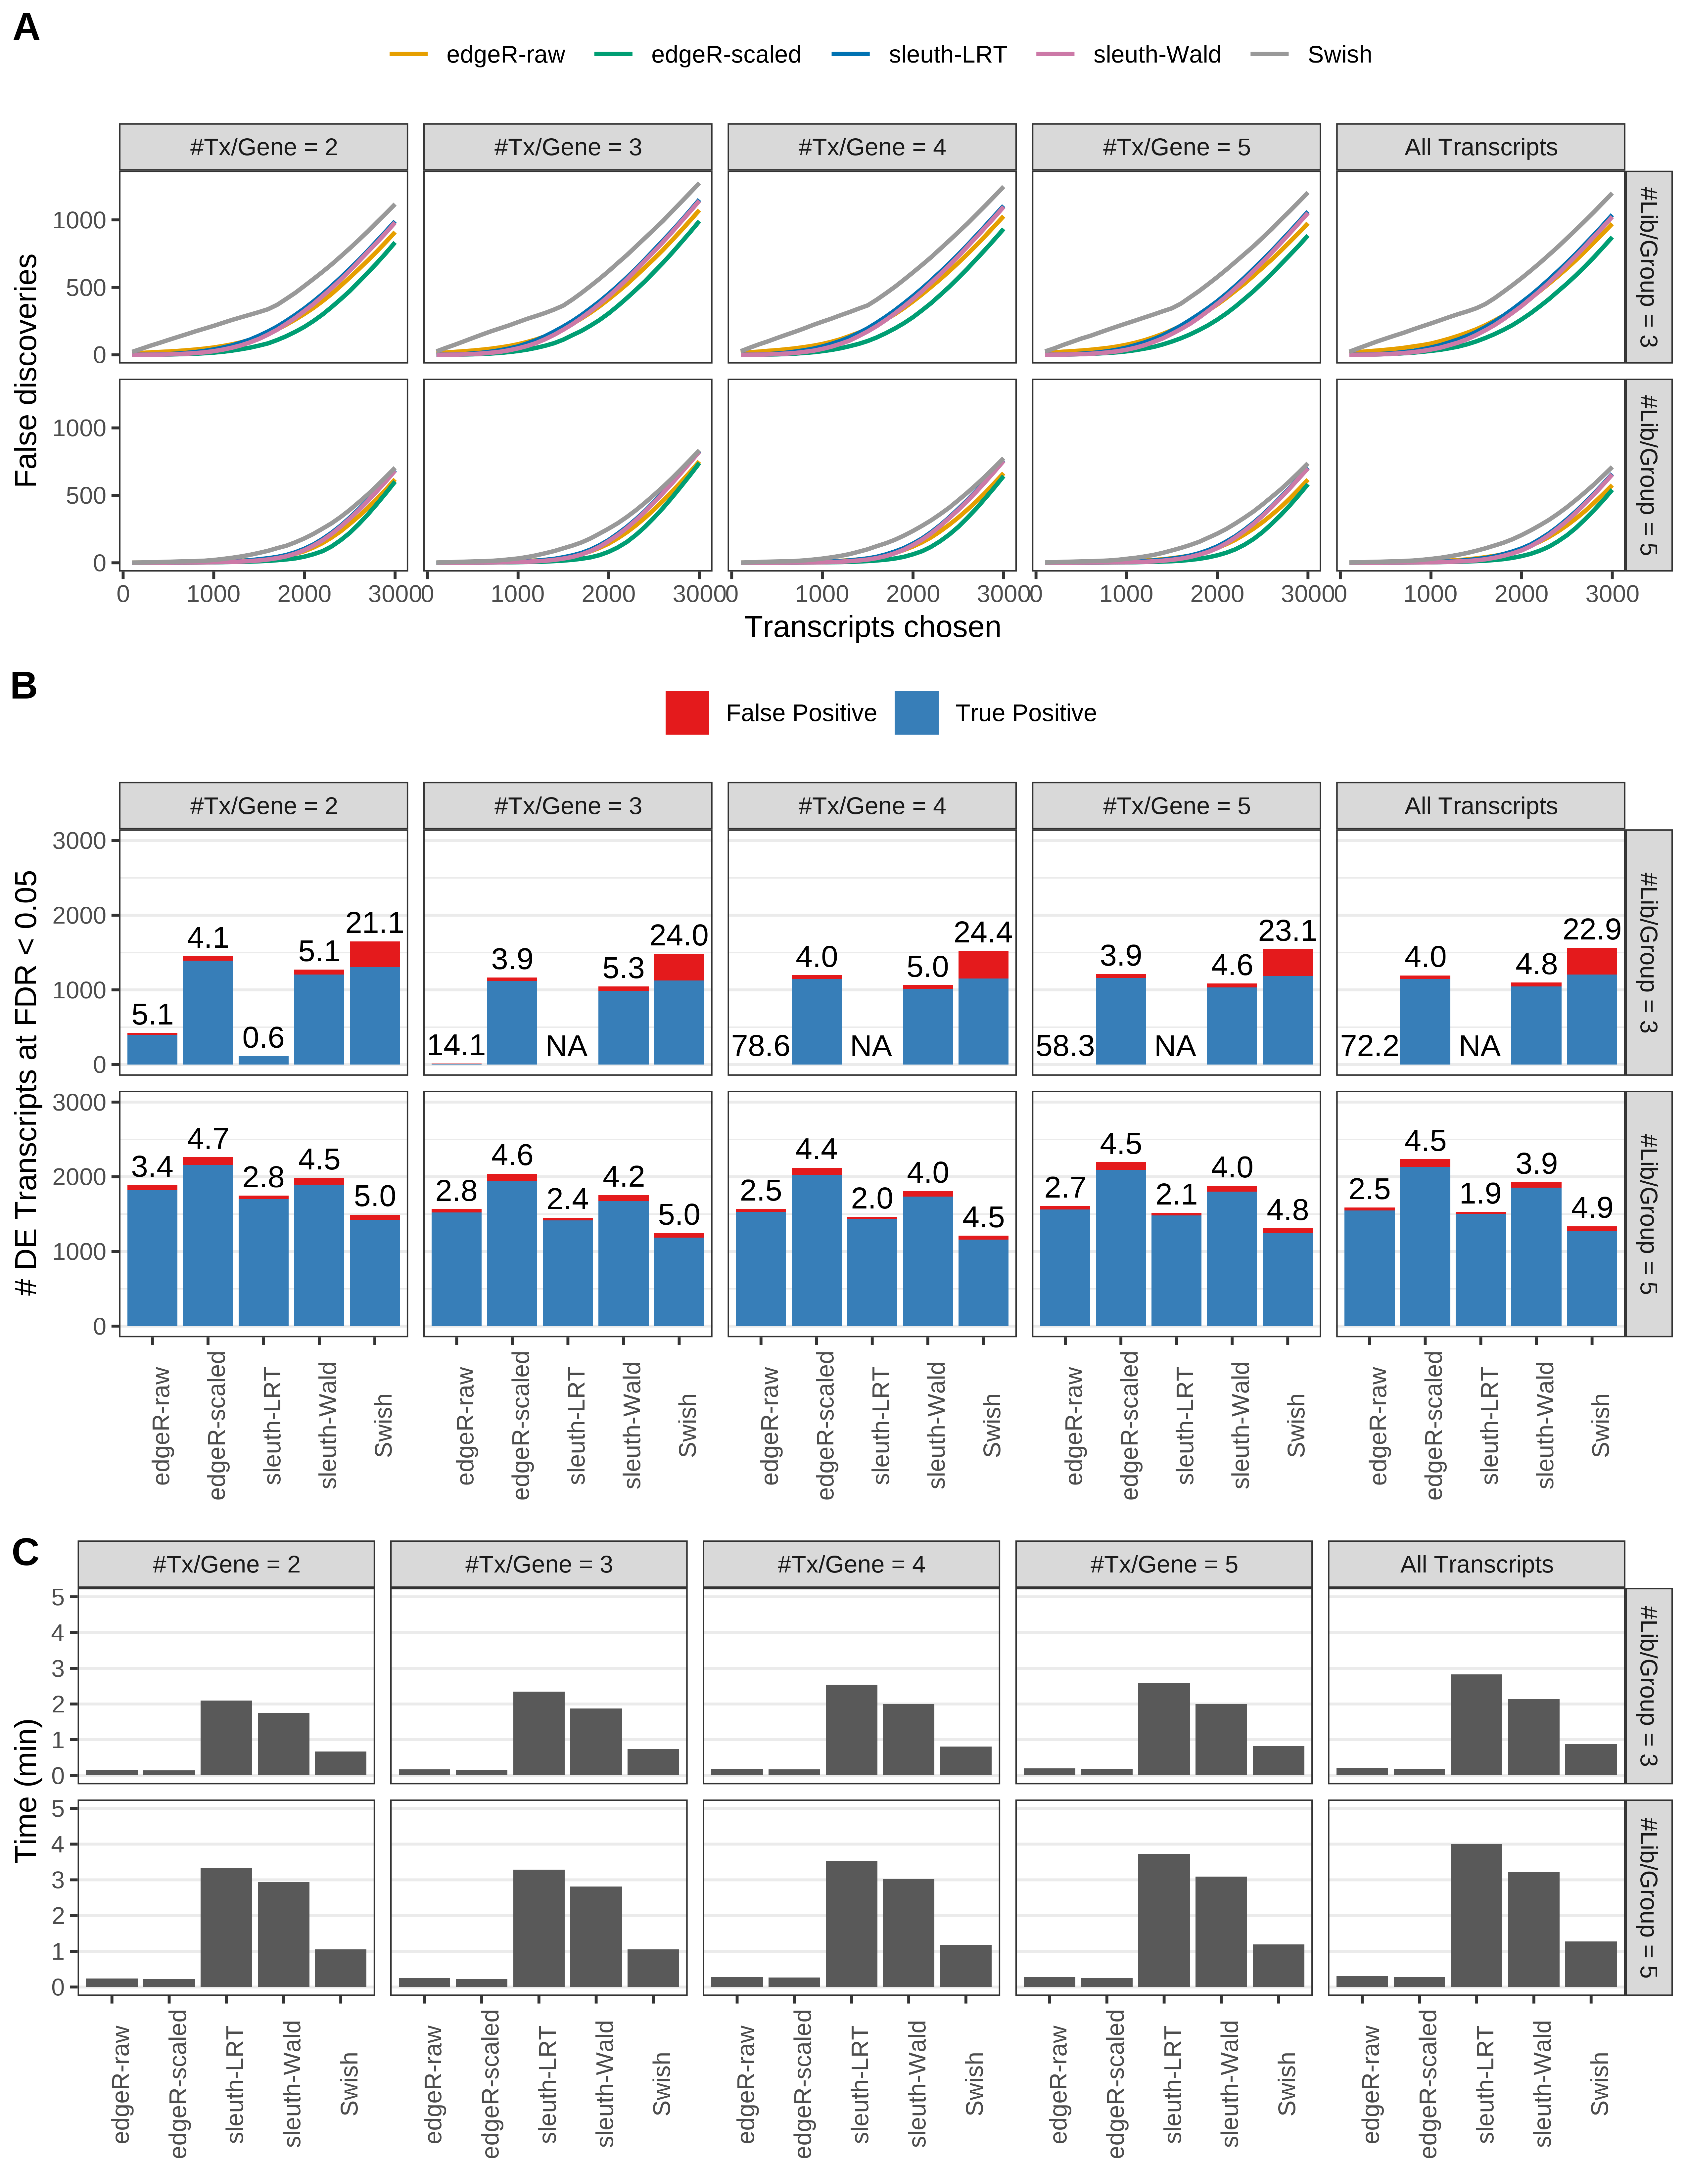 A
edgeR-raw edgeR-scaled sleuth-LRT sleuth-Wald Swish
#Tx/Gene = 2 #Tx/Gene = 3 #Tx/Gene = 4 #Tx/Gene = 5 All Transcripts
False discoveries
1000
500
0
#Lib/Group = 3
1000
500
0
#Lib/Group = 5
0 1000 2000 3000 0 1000 2000 3000 0 1000 2000 3000 0 1000 2000 3000 0 1000 2000 3000
Transcripts chosen
B
False Positive True Positive
#Tx/Gene = 2 #Tx/Gene = 3 #Tx/Gene = 4 #Tx/Gene = 5 All Transcripts
# DE Transcripts at FDR < 0.05
3000
2000
1000
0
5.1 4.1 0.6 5.1 21.1
14.1 3.9 NA 5.3 24.0
78.6 4.0 NA 5.0 24.4
58.3 3.9 NA 4.6 23.1
72.2 4.0 NA 4.8 22.9
#Lib/Group = 3
3000
2000
1000
0
3.4 4.7 2.8 4.5 5.0
2.8 4.6 2.4 4.2 5.0
2.5 4.4 2.0 4.0 4.5
2.7 4.5 2.1 4.0 4.8
2.5 4.5 1.9 3.9 4.9
#Lib/Group = 5
edgeR-raw edgeR-scaled sleuth-LRT sleuth-Wald Swish
edgeR-raw edgeR-scaled sleuth-LRT sleuth-Wald Swish
edgeR-raw edgeR-scaled sleuth-LRT sleuth-Wald Swish
edgeR-raw edgeR-scaled sleuth-LRT sleuth-Wald Swish
edgeR-raw edgeR-scaled sleuth-LRT sleuth-Wald Swish
C
#Tx/Gene = 2 #Tx/Gene = 3 #Tx/Gene = 4 #Tx/Gene = 5 All Transcripts
Time (min)
5
4
3
2
1
0
#Lib/Group = 3
5
4
3
2
1
0
#Lib/Group = 5
edgeR-raw edgeR-scaled sleuth-LRT sleuth-Wald Swish
edgeR-raw edgeR-scaled sleuth-LRT sleuth-Wald Swish
edgeR-raw edgeR-scaled sleuth-LRT sleuth-Wald Swish
edgeR-raw edgeR-scaled sleuth-LRT sleuth-Wald Swish
edgeR-raw edgeR-scaled sleuth-LRT sleuth-Wald Swish